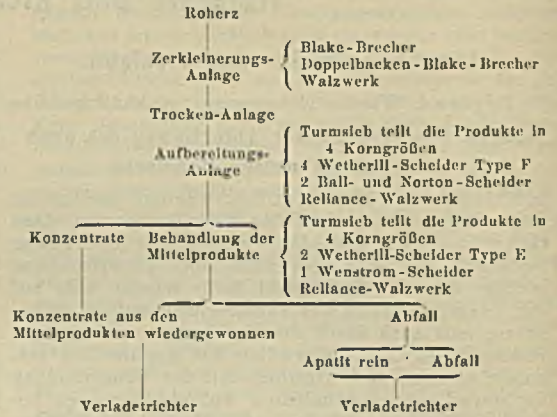 Roherz
Zerkleinerungs-
Anlage
Blake-Brecher
Doppelbacken-Blake-Brecher
Walzwerk
Trocken-Anlage
Aufbereitungs-
Anlage
Turmsieb teilt die Produkte in
4 Korngrößen
4 Wetherill-Scheider Type F
2 Ball- und Norton-Scheider
Reliance-Walzwerk
Konzentrate
Behandlung der
Mittelprodukte
Turmsieb teilt die Produkte in
4 Korngrößen
2 Wetherill-Scheider Type E
1 Wenstrom-Scheider
Reliance-Walzwerk
Konzentrate aus den
Mittelprodukten wiedergewonnen
Abfall
Apatit rein
Abfall
Verladetrichter
Verladetrichter